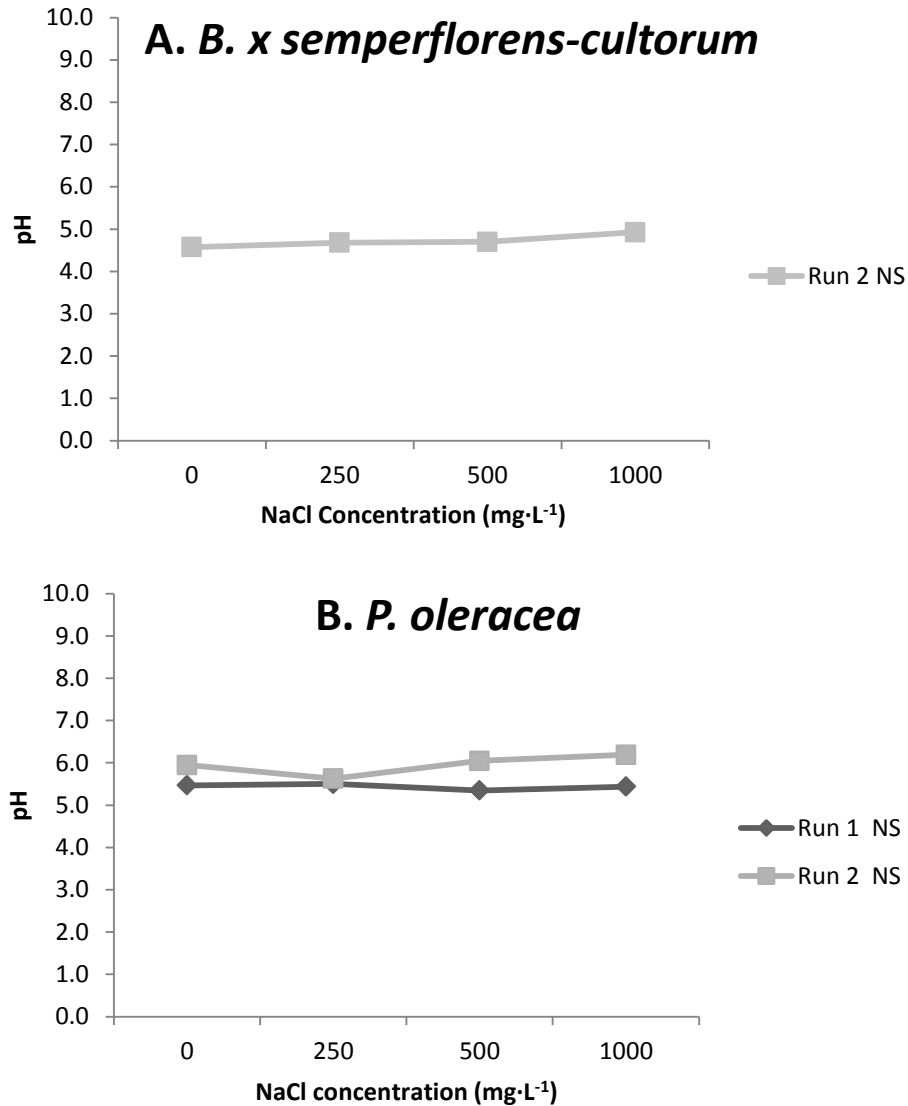 A. B. x semperflorens-cultorum
10.0
9.0
8.0
7.0
6.0
5.0
4.0
3.0
2.0
1.0
0.0
pH
0 250 500 1000
NaCl Concentration (mg·L⁻¹)
Run 2 NS
B. P. oleracea
10.0
9.0
8.0
7.0
6.0
5.0
4.0
3.0
2.0
1.0
0.0
pH
0 250 500 1000
NaCl concentration (mg·L⁻¹)
Run 1 NS
Run 2 NS